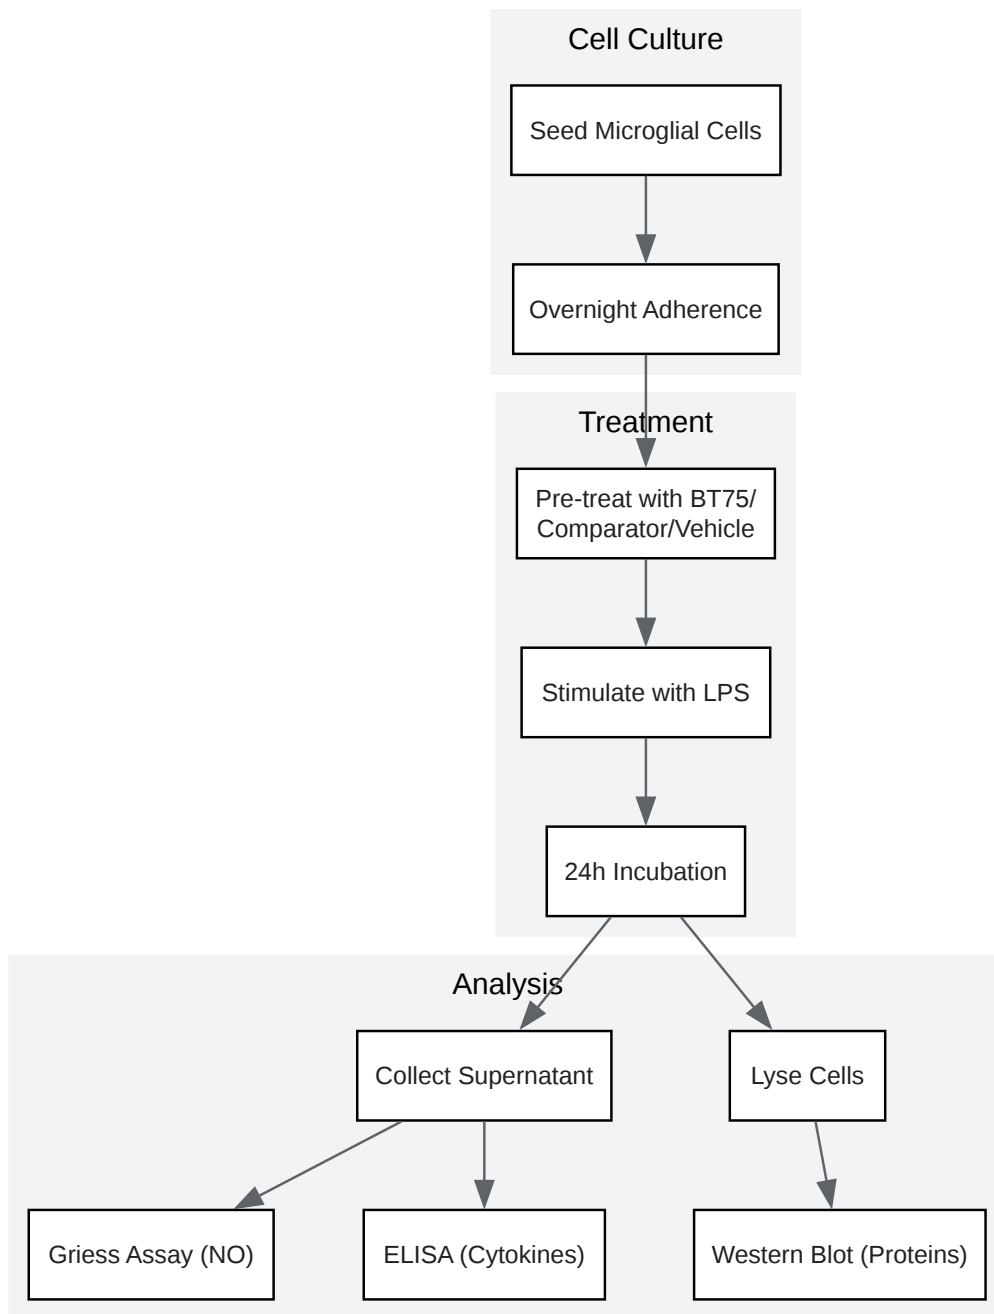 Cell Culture
Seed Microglial Cells
Overnight Adherence
Treatment
Pre-treat with BT75/
Comparator/Vehicle
Stimulate with LPS
24h Incubation
Analysis
Collect Supernatant
Lyse Cells
Griess Assay (NO)
ELISA (Cytokines)
Western Blot (Proteins)